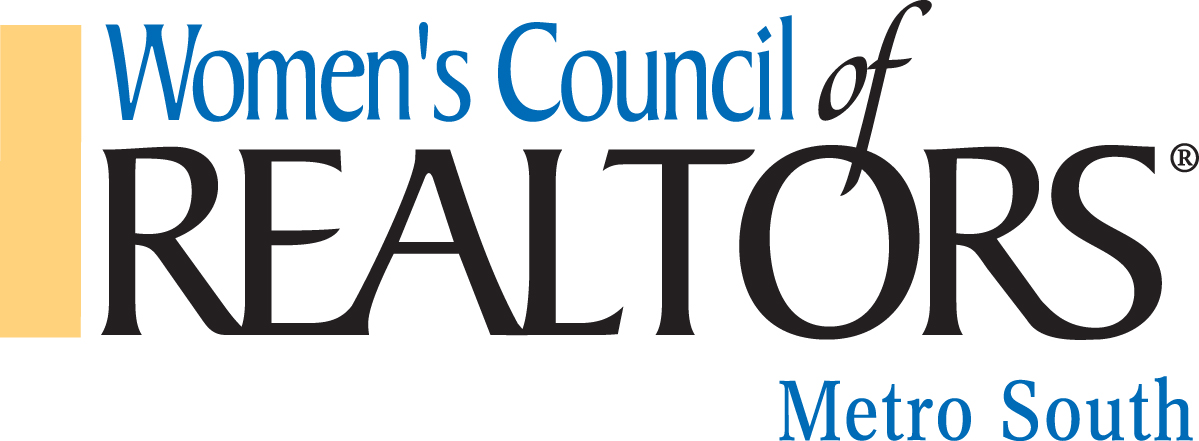 Women's Council of
REALTORS®
Metro South